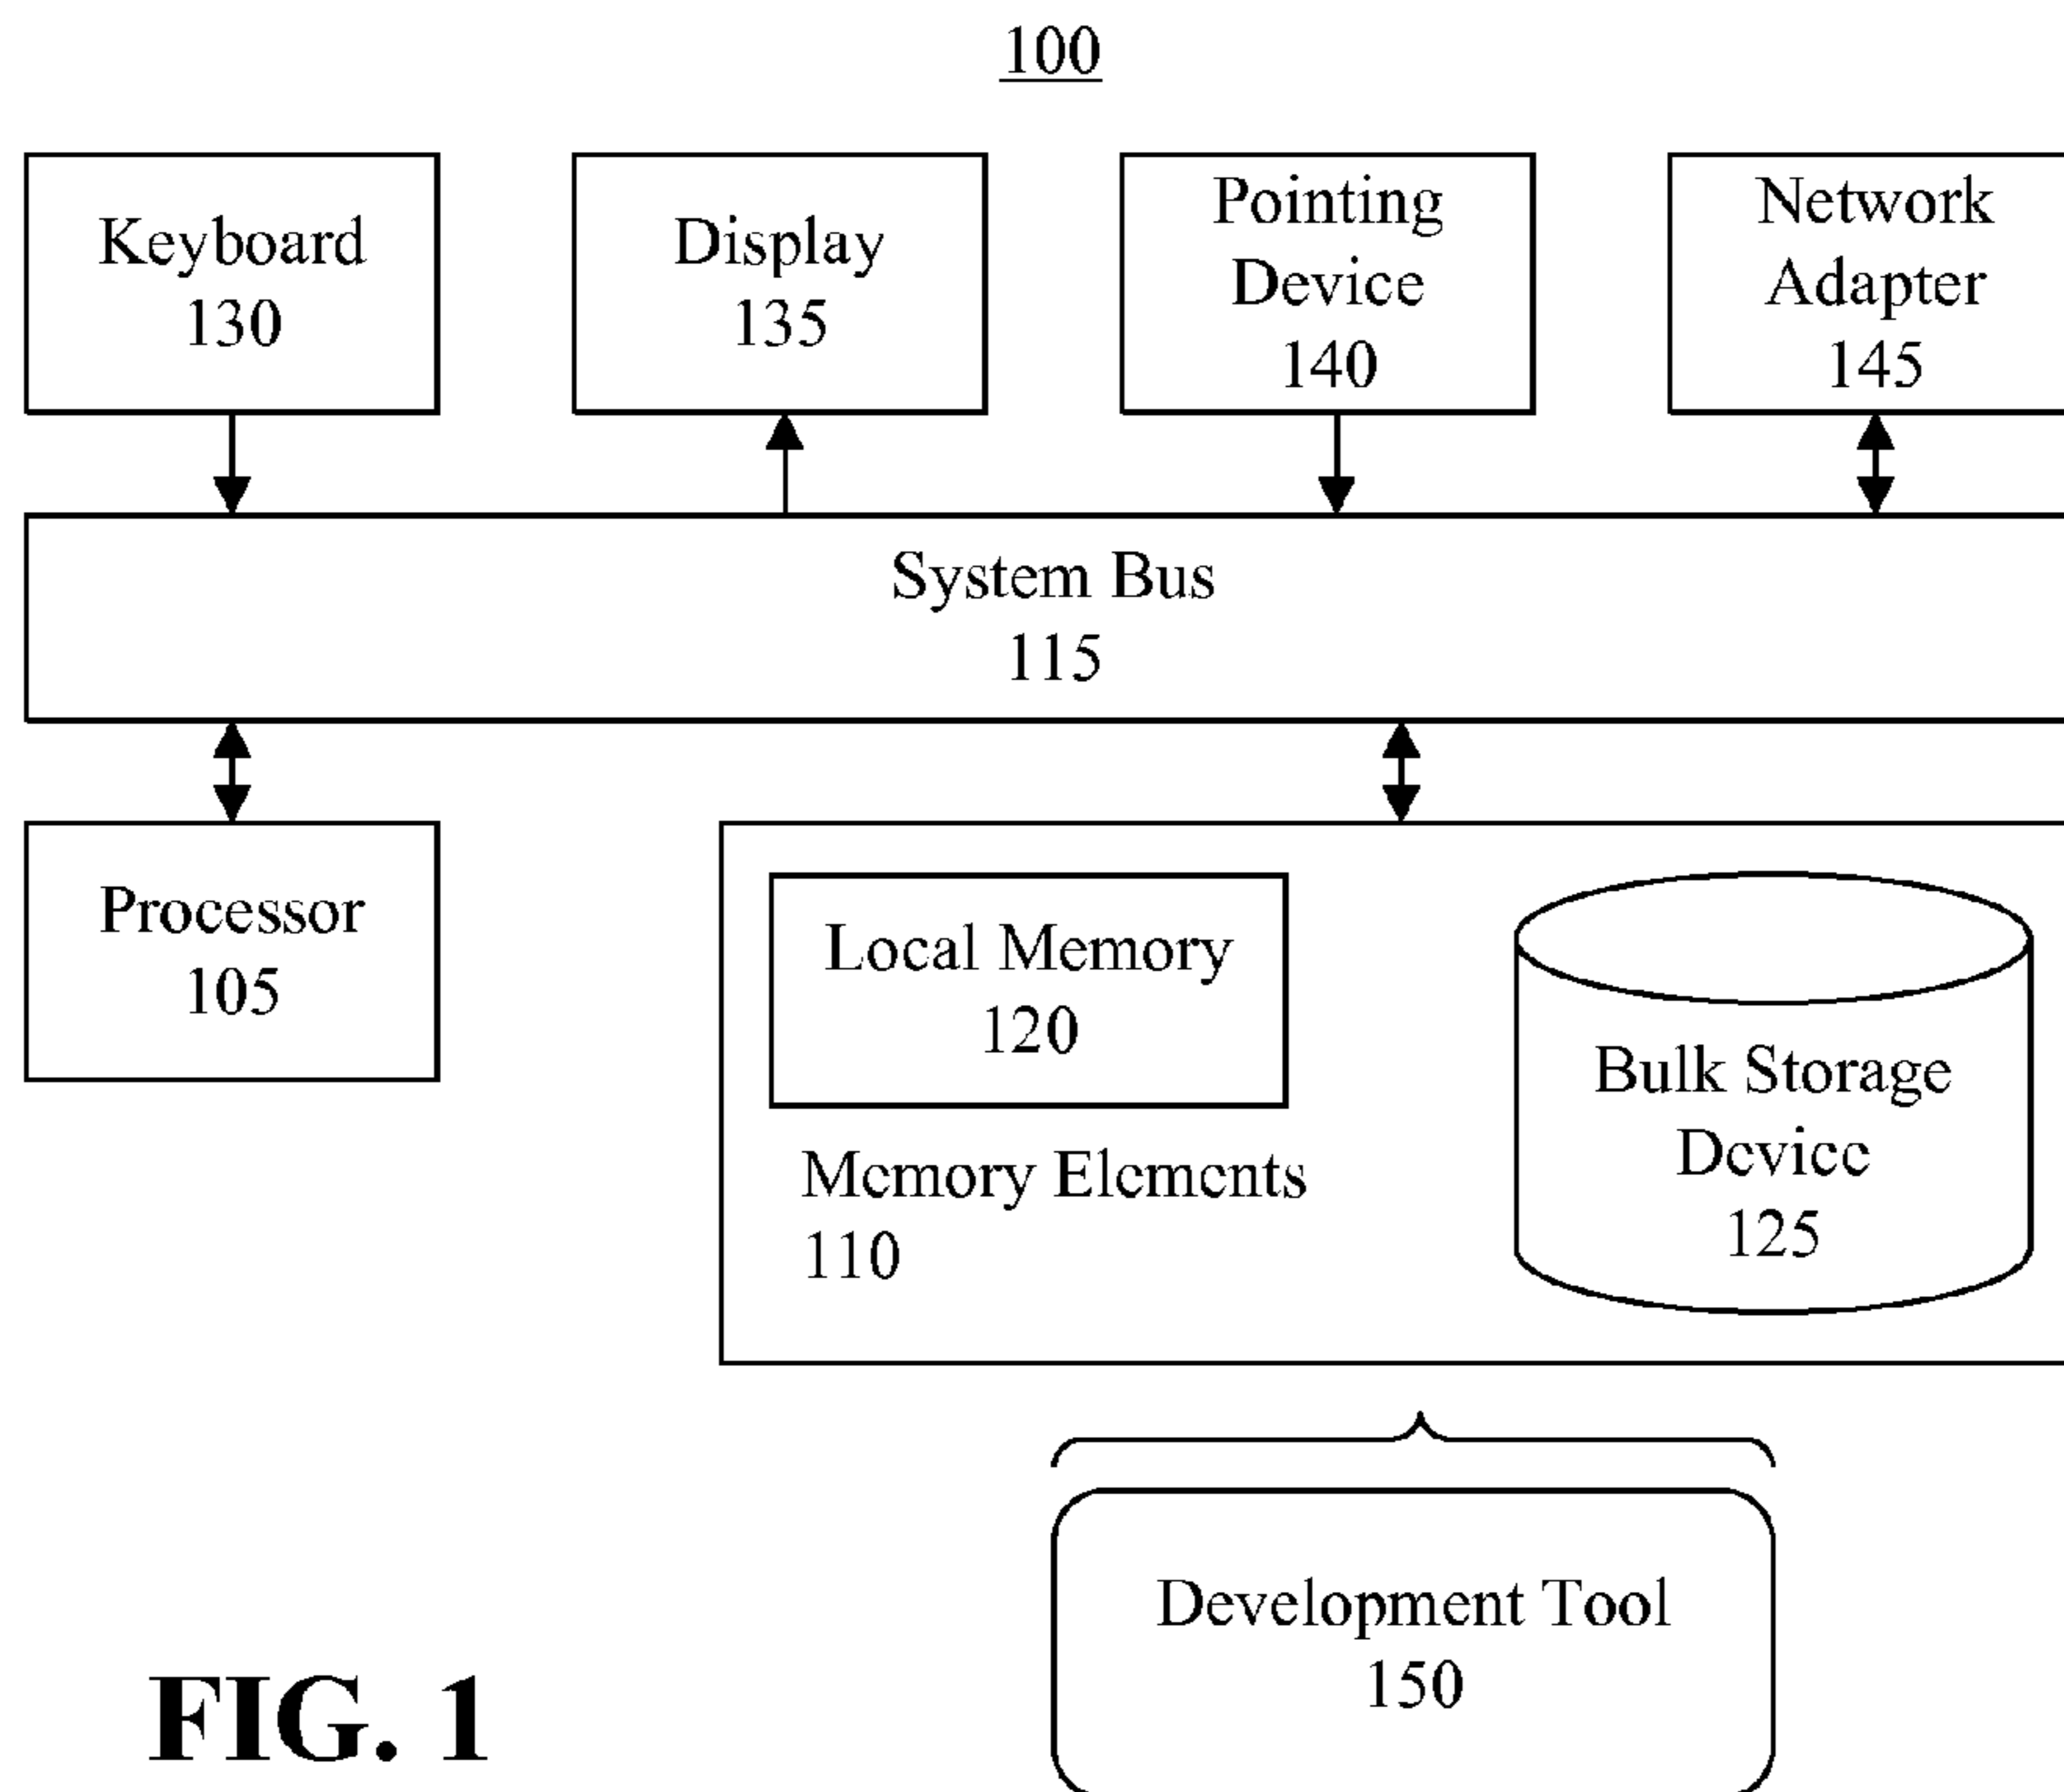 100
Keyboard
130
Display
135
Pointing
Device
140
Network
Adapter
145
System Bus
115
Processor
105
Local Memory
120
Memory Elements
110
Bulk Storage
Device
125
Development Tool
150
FIG. 1